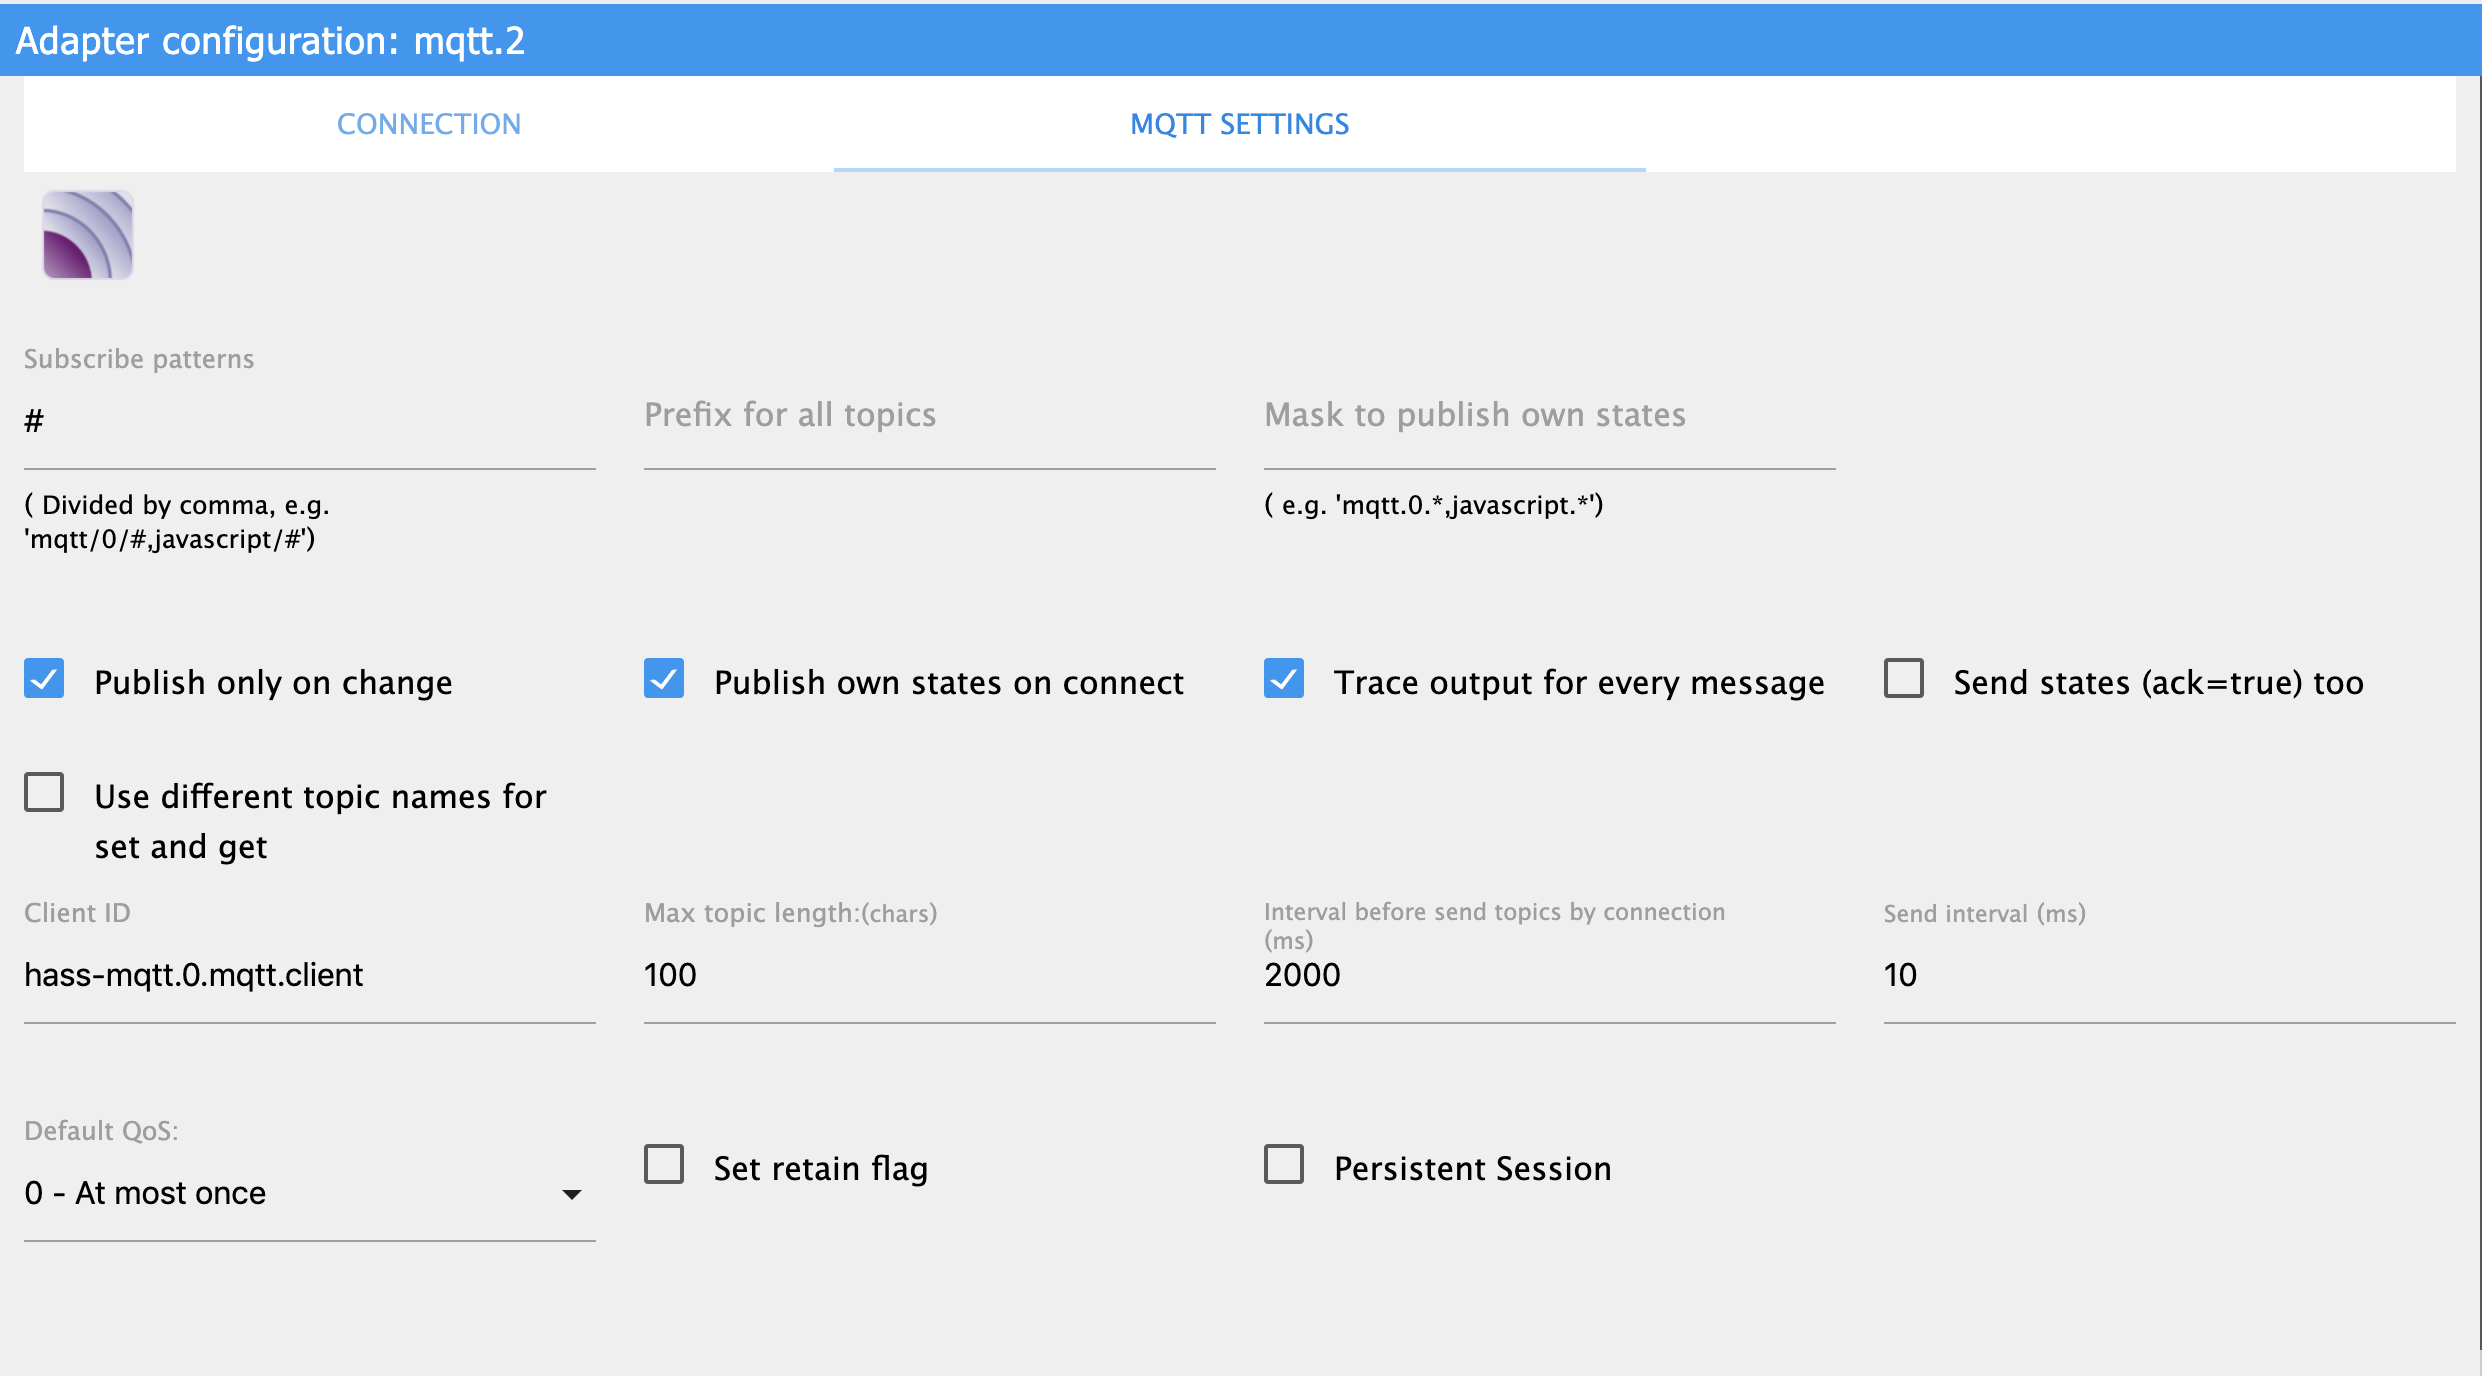 Adapter configuration: mqtt.2
CONNECTION
MQTT SETTINGS
Subscribe patterns
#
( Divided by comma, e.g.
'mqtt/0/#,javascript/#')
Prefix for all topics
Mask to publish own states
( e.g. 'mqtt.0.*,javascript.*')
Publish only on change
Publish own states on connect
Trace output for every message
Send states (ack=true) too
Use different topic names for
set and get
Client ID
hass-mqtt.0.mqtt.client
Max topic length:(chars)
100
Interval before send topics by connection
(ms)
2000
Send interval (ms)
10
Default QoS:
0 - At most once
Set retain flag
Persistent Session